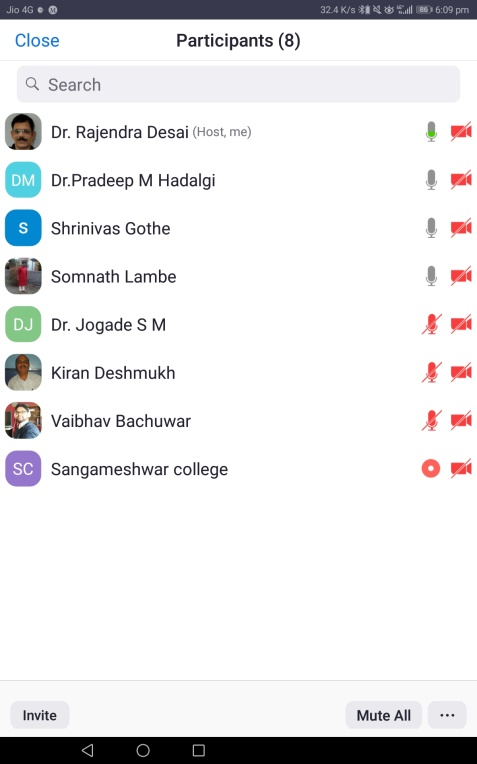 Jio 4G 32.4 K/s 86 6:09 pm
Close Participants (8)
Search
Dr. Rajendra Desai (Host, me)
DM Dr.Pradeep M Hadalgi
S Shrinivas Gothe
Somnath Lambe
DJ Dr. Jogade S M
Kiran Deshmukh
Vaibhav Bachuwar
SC Sangameshwar college
Invite Mute All ...